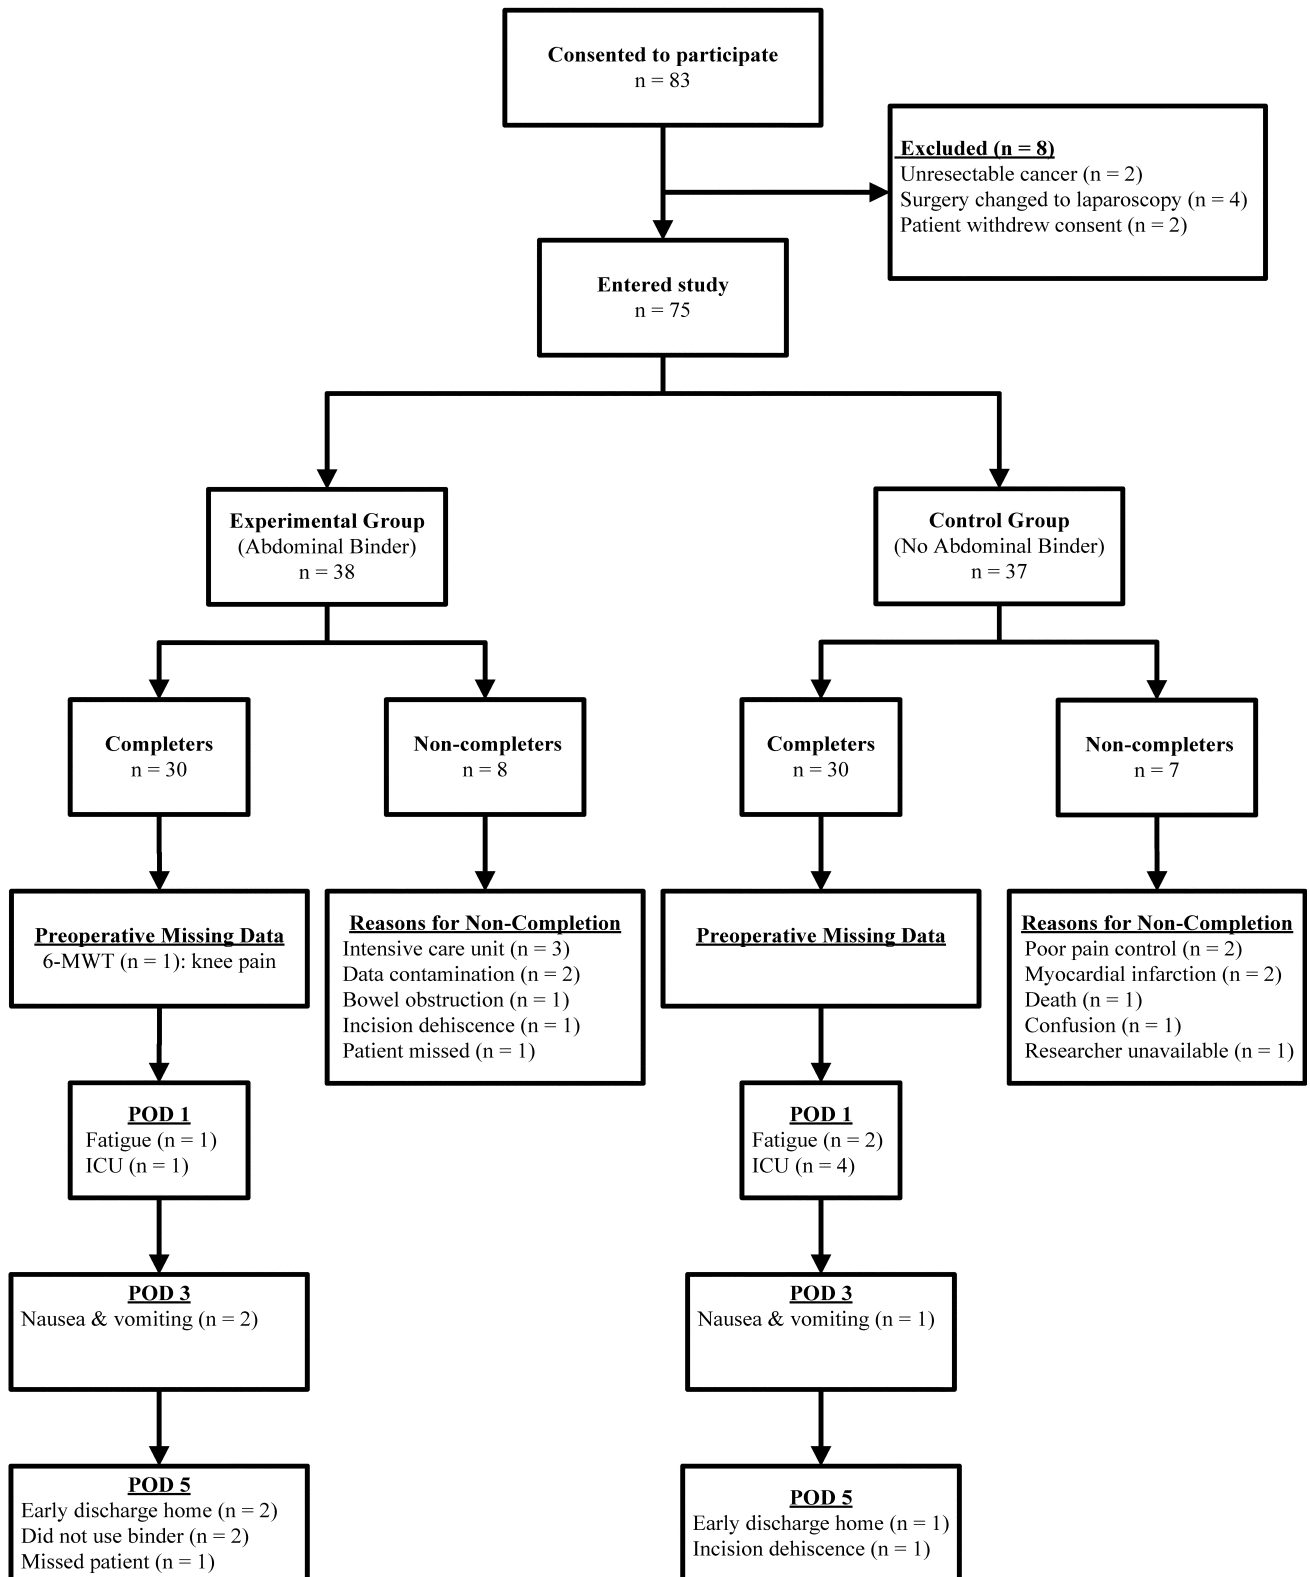 Consented to participate
n = 83
Excluded (n = 8)
Unresectable cancer (n = 2)
Surgery changed to laparoscopy (n = 4)
Patient withdrew consent (n = 2)
Entered study
n = 75
Experimental Group
(Abdominal Binder)
n = 38
Control Group
(No Abdominal Binder)
n = 37
Completers
n = 30
Non-completers
n = 8
Completers
n = 30
Non-completers
n = 7
Preoperative Missing Data
6-MWT (n = 1): knee pain
Reasons for Non-Completion
Intensive care unit (n = 3)
Data contamination (n = 2)
Bowel obstruction (n = 1)
Incision dehiscence (n = 1)
Patient missed (n = 1)
Preoperative Missing Data
Reasons for Non-Completion
Poor pain control (n = 2)
Myocardial infarction (n = 2)
Death (n = 1)
Confusion (n = 1)
Researcher unavailable (n = 1)
POD 1
Fatigue (n = 1)
ICU (n = 1)
POD 1
Fatigue (n = 2)
ICU (n = 4)
POD 3
Nausea & vomiting (n = 2)
POD 3
Nausea & vomiting (n = 1)
POD 5
Early discharge home (n = 2)
Did not use binder (n = 2)
Missed patient (n = 1)
POD 5
Early discharge home (n = 1)
Incision dehiscence (n = 1)